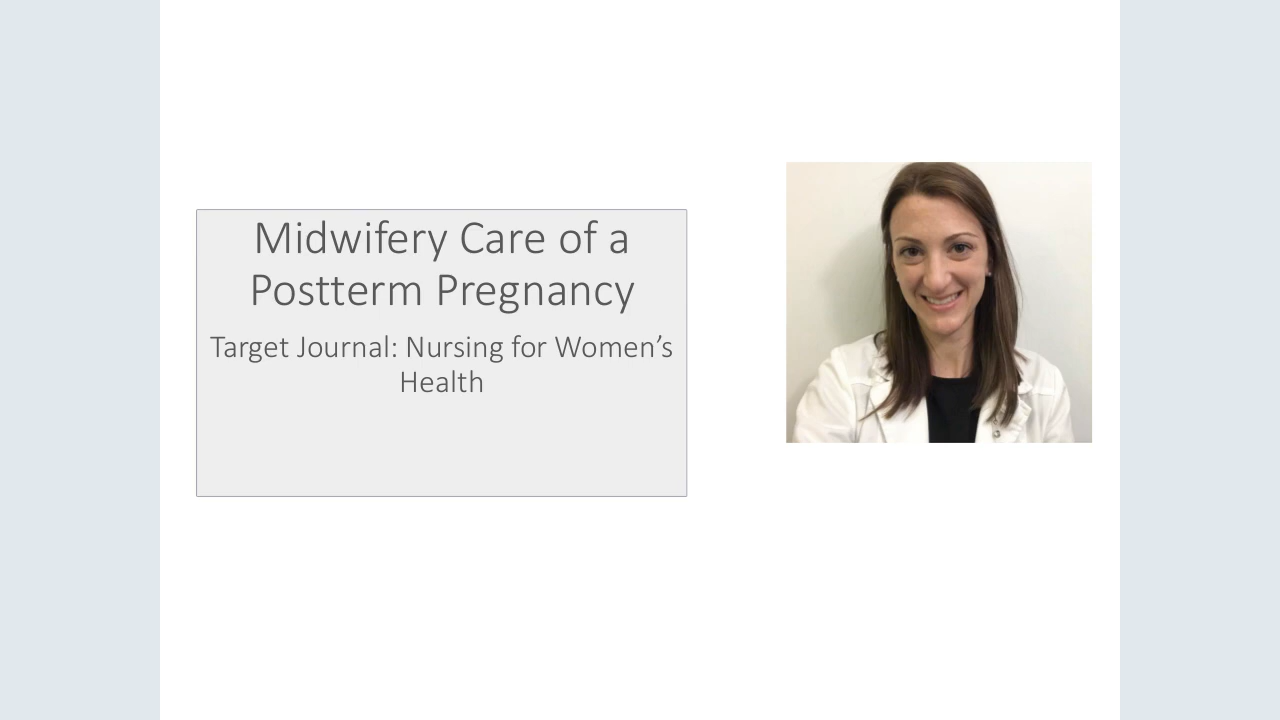 Midwifery Care of a
Postterm Pregnancy
Target Journal: Nursing for Women’s
Health